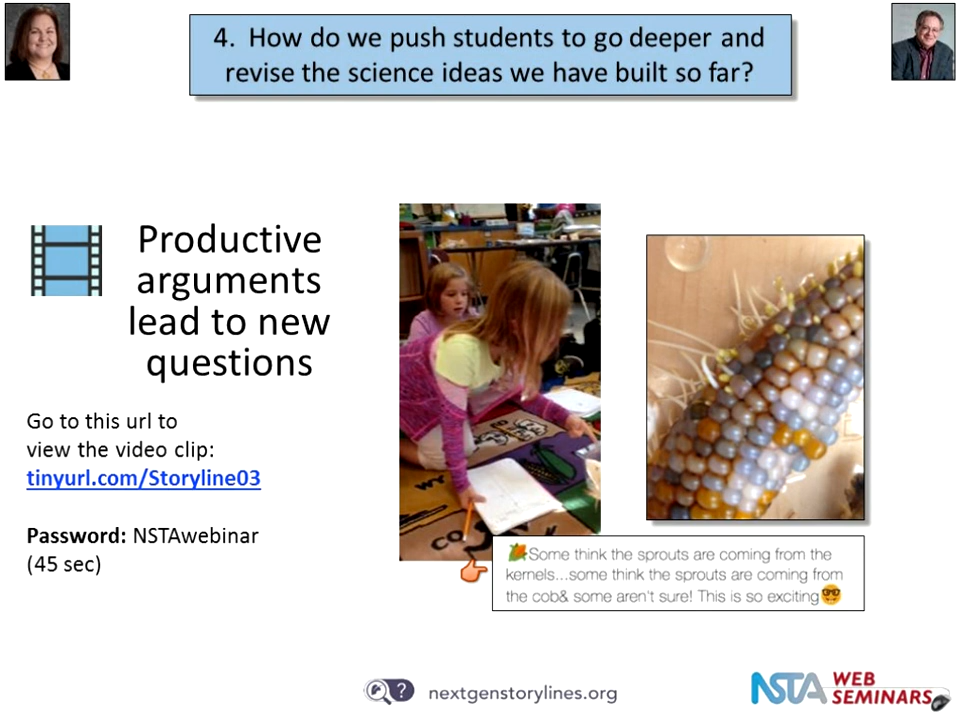 4. How do we push students to go deeper and
revise the science ideas we have built so far?
Productive
arguments
lead to new
questions
Go to this url to
view the video clip:
tinyurl.com/Storyline03
Password: NSTAwebinar
(45 sec)
Some think the sprouts are coming from the
kernels...some think the sprouts are coming from
the cob& some aren't sure! This is so exciting
?
nextgenstorylines.org
NSTA WEB
SEMINARS